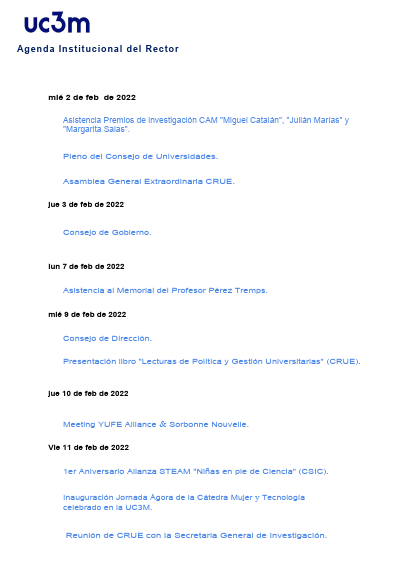 uc3m
Agenda Institucional del Rector
mié 2 de feb de 2022
Asistencia Premios de investigación CAM "Miguel Catalán", "Julián Marías" y
"Margarita Salas".
Pleno del Consejo de Universidades.
Asamblea General Extraordinaria CRUE.
jue 3 de feb de 2022
Consejo de Gobierno.
lun 7 de feb de 2022
Asistencia al Memorial del Profesor Pérez Tremps.
mié 9 de feb de 2022
Consejo de Dirección.
Presentación libro "Lecturas de Política y Gestión Universitarias" (CRUE).
jue 10 de feb de 2022
Meeting YUFE Alliance & Sorbonne Nouvelle.
Vie 11 de feb de 2022
1er Aniversario Alianza STEAM "Niñas en pie de Ciencia" (CSIC).
Inauguración Jornada Ágora de la Cátedra Mujer y Tecnología
celebrado en la UC3M.
Reunión de CRUE con la Secretaría General de Investigación.